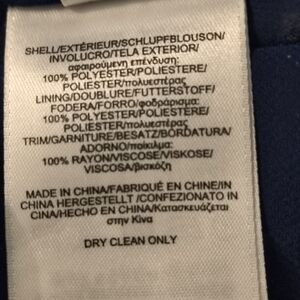 SHELL/EXTÉRIEUR/SCHLUPFBLOUSON/
INVOLUCRO/TELA EXTERIOR/
αφαιρούμενη επένδυση:
100% POLYESTER/POLIESTERE/
POLIESTER/πολυεστέρας
LINING/DOUBLURE/FUTTERSTOFF/
FODERA/FORRO/φοδράρισμα:
100% POLYESTER/POLIESTERE/
POLIESTER/πολυεστέρας
TRIM/GARNITURE/BESATZ/BORDATURA/
ADORNO/ποίκιλμα:
100% RAYON/VISCOSE/VISKOSE/
VISCOSA/βισκόζη
MADE IN CHINA/FABRIQUÉ EN CHINE/IN
CHINA HERGESTELLT /CONFEZIONATO IN
CINA/HECHO EN CHINA/Κατασκευάζεται
στην Κίνα
DRY CLEAN ONLY